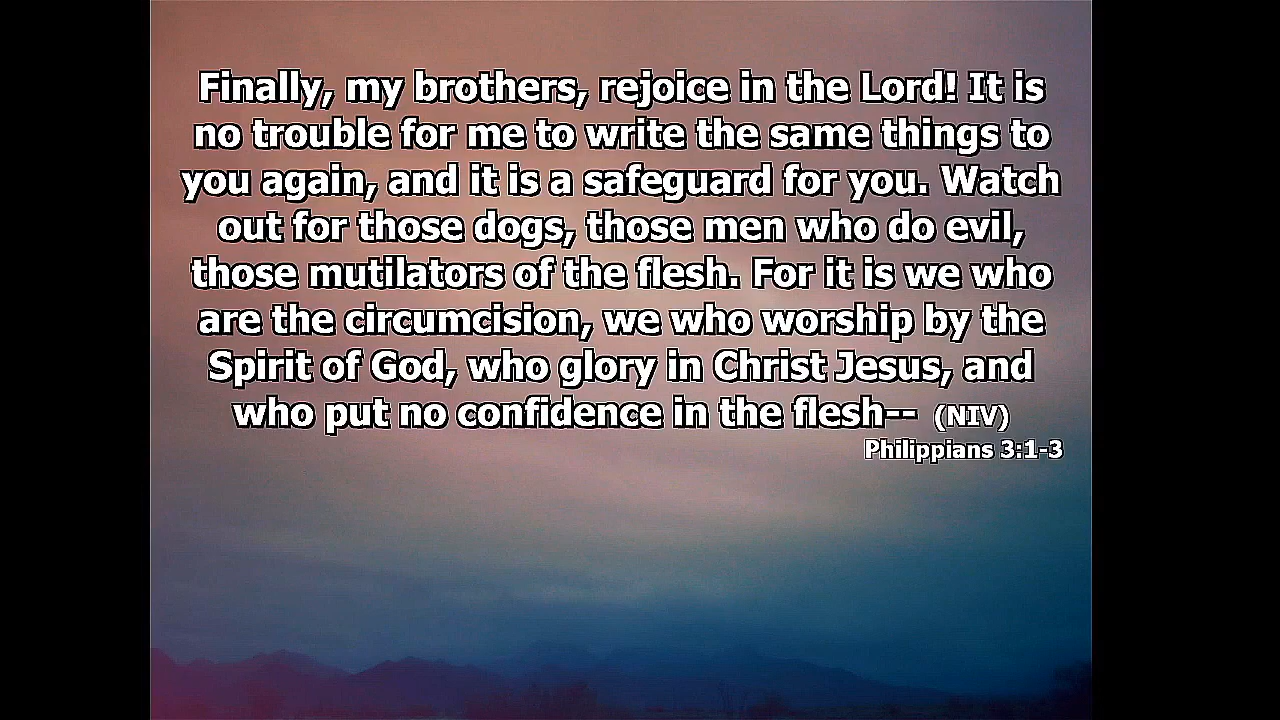 Finally, my brothers, rejoice in the Lord! It is
no trouble for me to write the same things to
you again, and it is a safeguard for you. Watch
out for those dogs, those men who do evil,
those mutilators of the flesh. For it is we who
are the circumcision, we who worship by the
Spirit of God, who glory in Christ Jesus, and
who put no confidence in the flesh-- (NIV)
Philippians 3:1-3